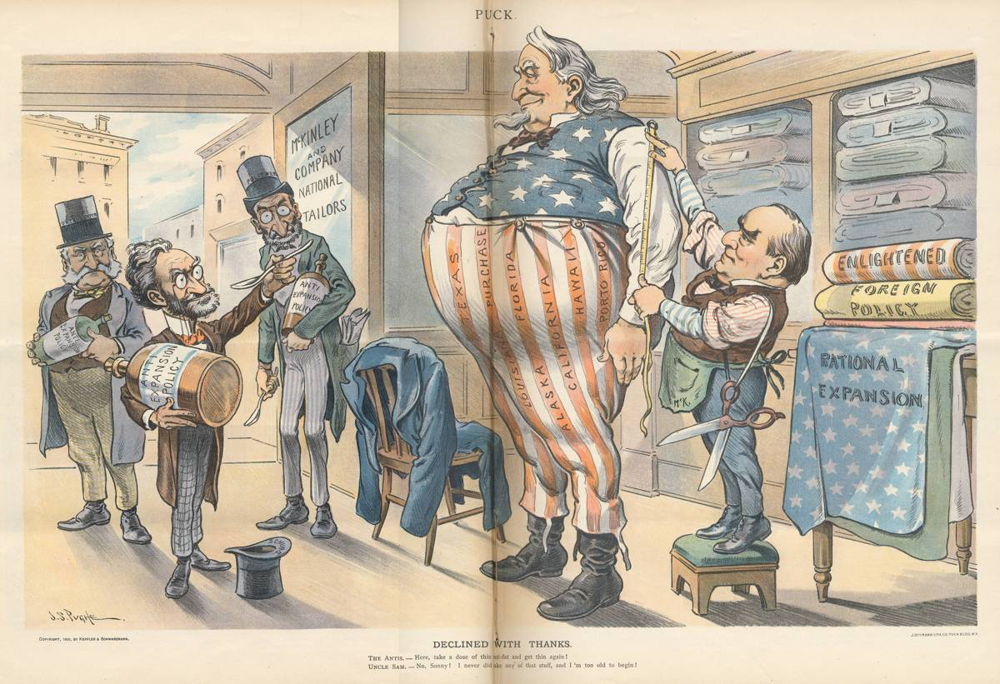 PUCK.
McKINLEY
AND
COMPANY
NATIONAL
TAILORS
ANTI
EXPANSION
POLICY
ANTI
EXPANSION
POLICY
ANTI
EXPANSION
POLICY
TEXAS
LOUISIANA
PURCHASE
FLORIDA
ALASKA
CALIFORNIA
HAWAII
PORTO RICO
McK.
ENLIGHTENED
FOREIGN
POLICY
RATIONAL
EXPANSION
J.S. Pughe
COPYRIGHT, 1900, BY KEPPLER & SCHWARZMANN.
J. OTTMANN LITH. CO. PUCK BLDG. N.Y.
DECLINED WITH THANKS.
THE ANTIS. — Here, take a dose of this anti-fat and get thin again!
UNCLE SAM. — No, Sonny! I never did take any of that stuff, and I 'm too old to begin!